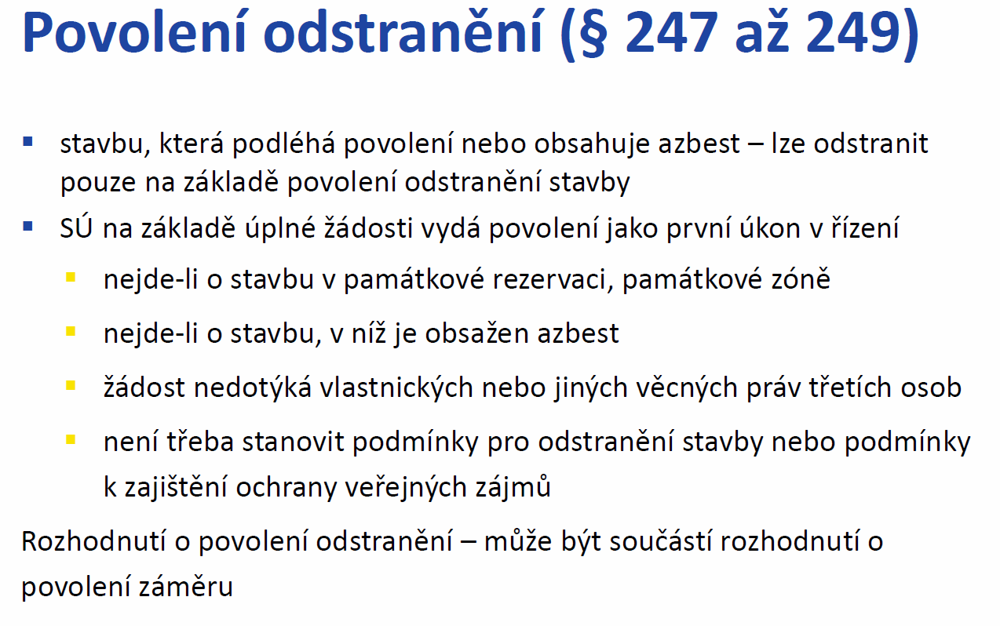 Povolení odstranění (§ 247 až 249)
▪ stavbu, která podléhá povolení nebo obsahuje azbest – lze odstranit
pouze na základě povolení odstranění stavby
▪ SÚ na základě úplné žádosti vydá povolení jako první úkon v řízení
▪ nejde-li o stavbu v památkové rezervaci, památkové zóně
▪ nejde-li o stavbu, v níž je obsažen azbest
▪ žádost nedotýká vlastnických nebo jiných věcných práv třetích osob
▪ není třeba stanovit podmínky pro odstranění stavby nebo podmínky
k zajištění ochrany veřejných zájmů
Rozhodnutí o povolení odstranění – může být součástí rozhodnutí o
povolení záměru